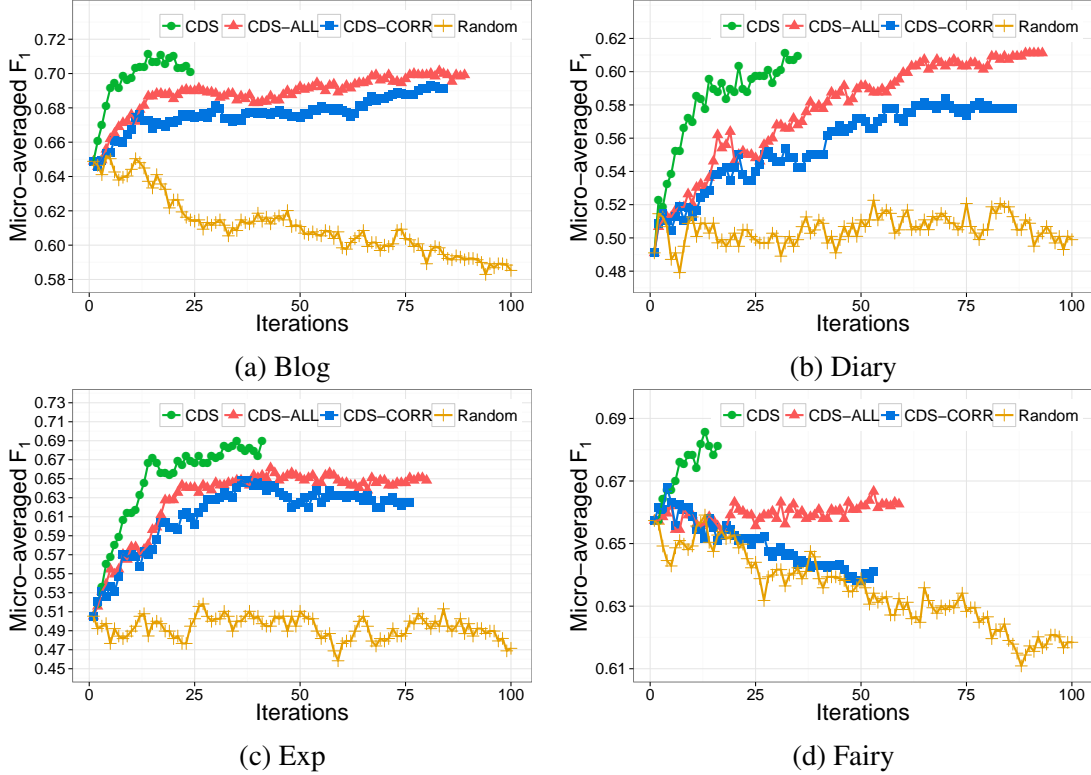 CDS CDS−ALL CDS−CORR Random
0.72
0.70
0.68
0.66
0.64
0.62
0.60
0.58
Micro−averaged F1
0 25 50 75 100
Iterations
(a) Blog
CDS CDS−ALL CDS−CORR Random
0.62
0.60
0.58
0.56
0.54
0.52
0.50
0.48
Micro−averaged F1
0 25 50 75 100
Iterations
(b) Diary
CDS CDS−ALL CDS−CORR Random
0.73
0.71
0.69
0.67
0.65
0.63
0.61
0.59
0.57
0.55
0.53
0.51
0.49
0.47
0.45
Micro−averaged F1
0 25 50 75 100
Iterations
(c) Exp
CDS CDS−ALL CDS−CORR Random
0.69
0.67
0.65
0.63
0.61
Micro−averaged F1
0 25 50 75 100
Iterations
(d) Fairy